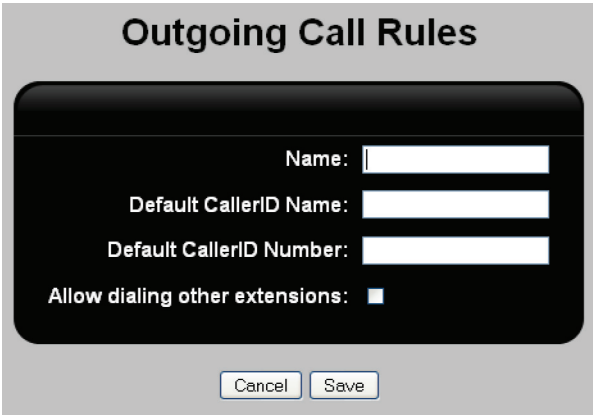 Outgoing Call Rules
Name:
Default CallerID Name:
Default CallerID Number:
Allow dialing other extensions:
Cancel Save